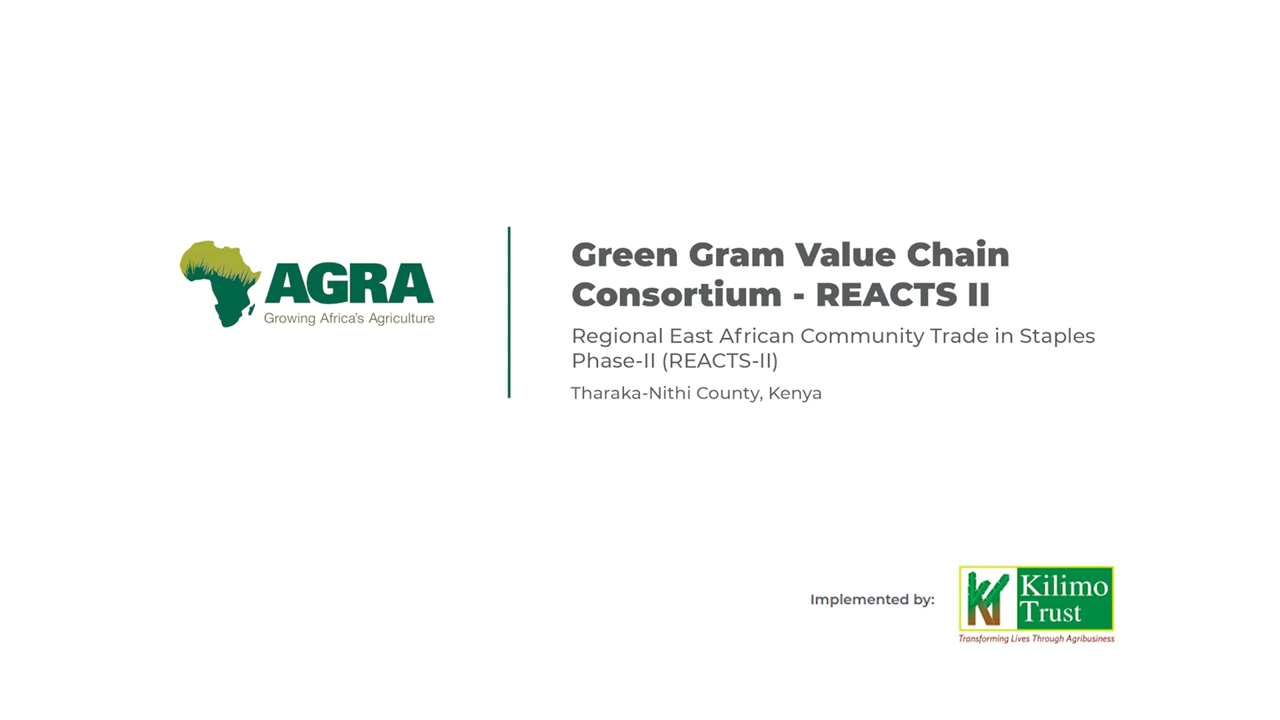 AGRA
Growing Africa's Agriculture
Green Gram Value Chain
Consortium - REACTS II
Regional East African Community Trade in Staples
Phase-II (REACTS-II)
Tharaka-Nithi County, Kenya
Implemented by:
KT
Kilimo
Trust
Transforming Lives Through Agribusiness